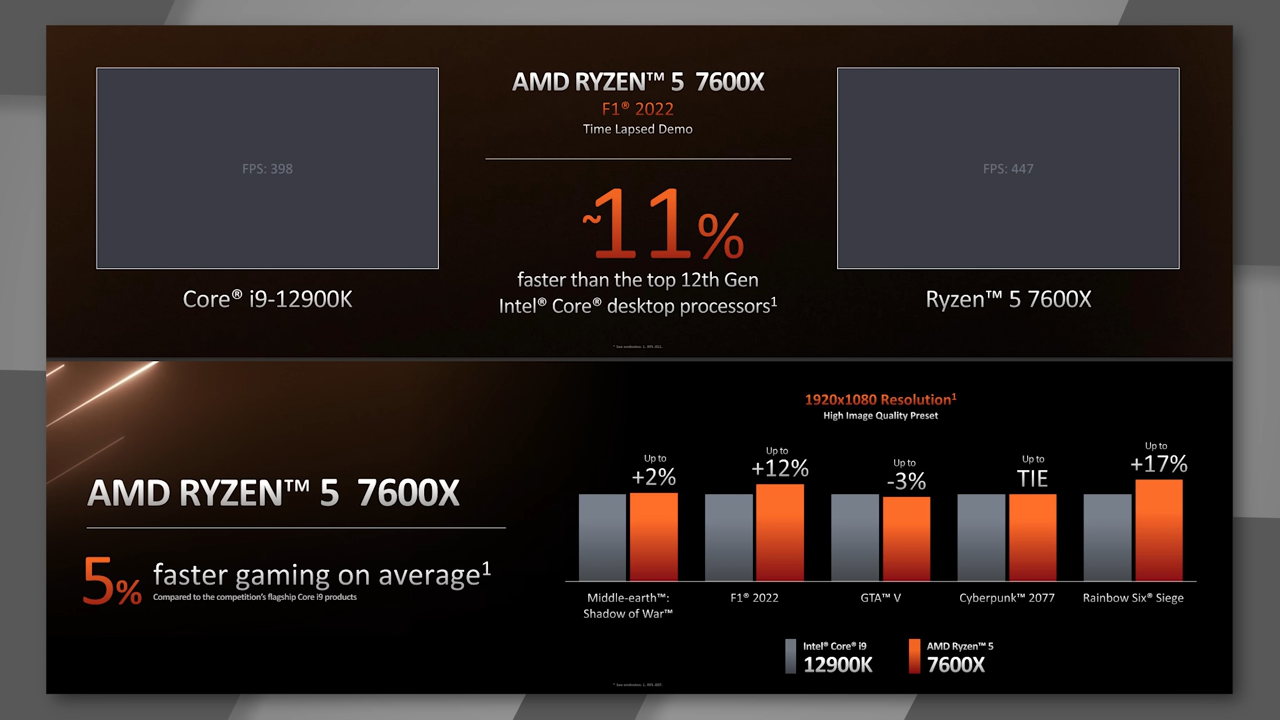 AMD RYZEN™ 5 7600X
F1® 2022
Time Lapsed Demo
FPS: 398
FPS: 447
~11%
faster than the top 12th Gen
Intel® Core® desktop processors¹
Core® i9-12900K
Ryzen™ 5 7600X
1920x1080 Resolution¹
High Image Quality Preset
AMD RYZEN™ 5 7600X
5% faster gaming on average¹
Compared to the competition's flagship Core i9 products
Up to
+2%
Up to
+12%
Up to
-3%
Up to
TIE
Up to
+17%
Middle-earth™:
Shadow of War™
F1® 2022
GTA™ V
Cyberpunk™ 2077
Rainbow Six® Siege
Intel® Core® i9
12900K
AMD Ryzen™ 5
7600X